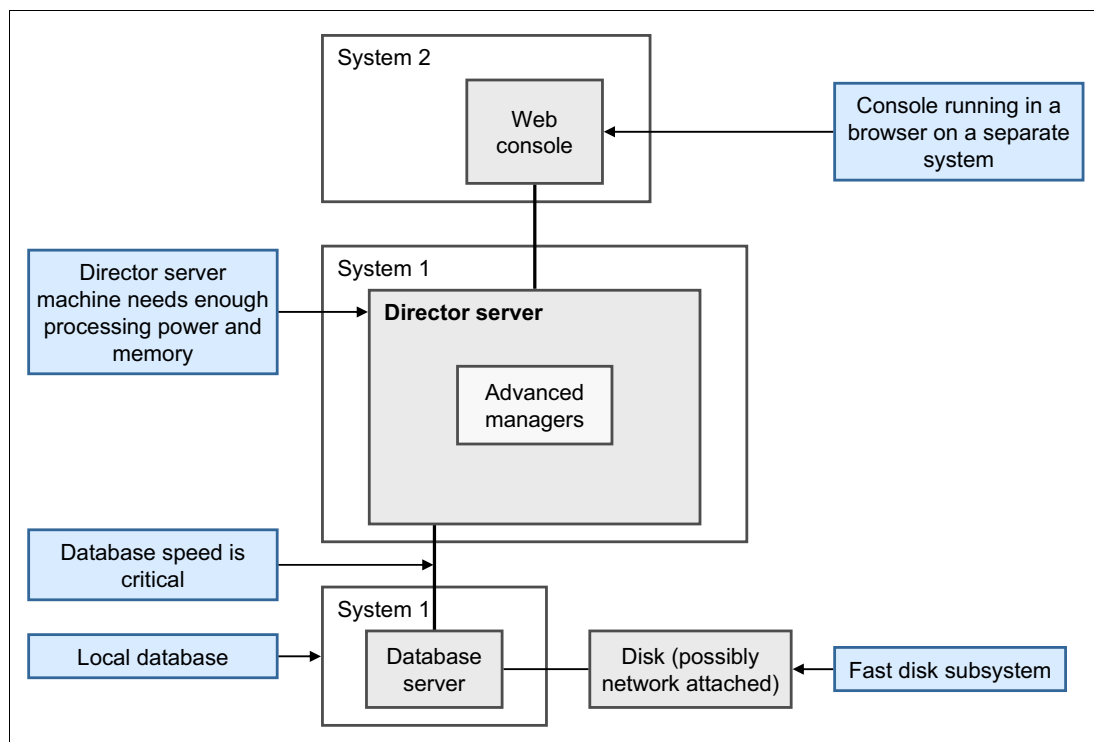 System 2
Web
console
Console running in a
browser on a separate
system
System 1
Director server
machine needs enough
processing power and
memory
Director server
Advanced
managers
Database speed is
critical
System 1
Local database
Database
server
Disk (possibly
network attached)
Fast disk subsystem